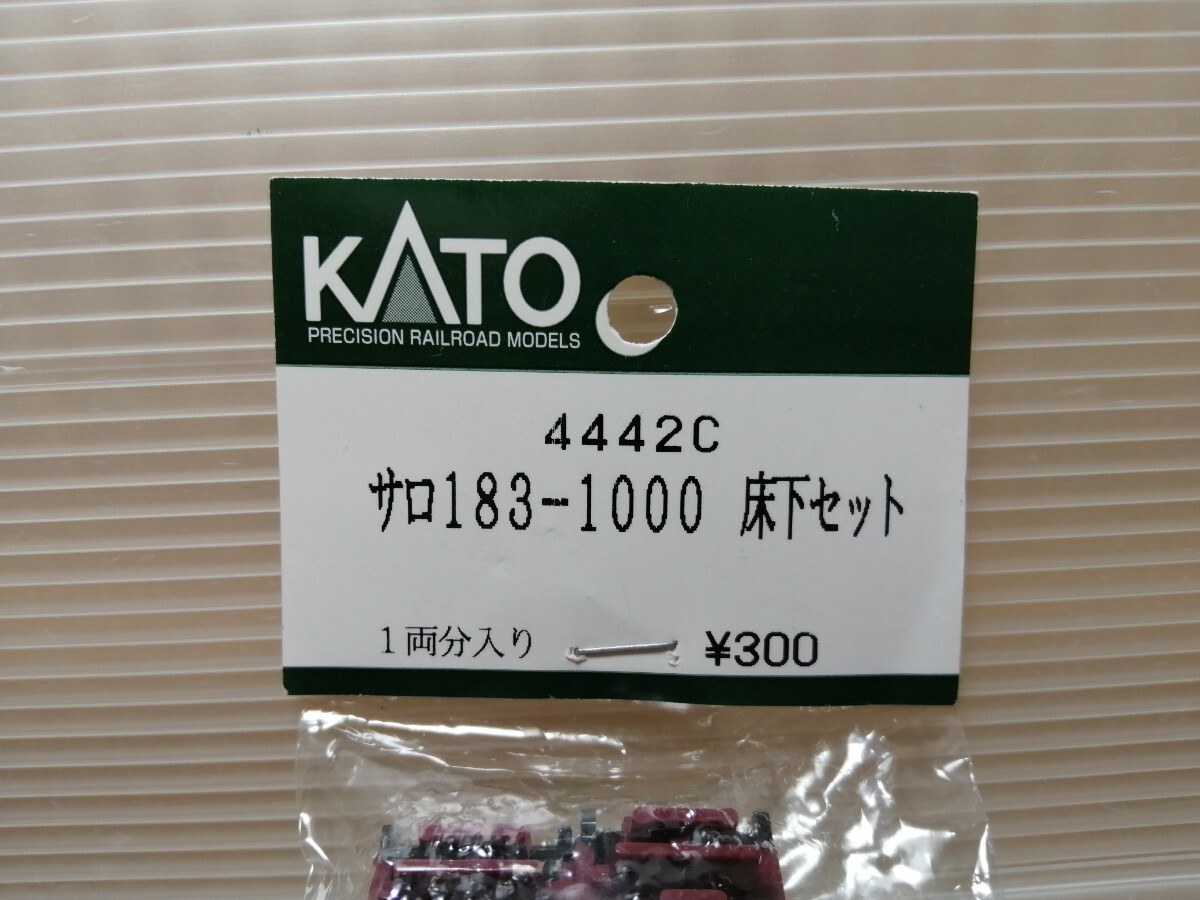 KATO
PRECISION RAILROAD MODELS
4442C
サロ183-1000 床下セット
1両分入り ¥300